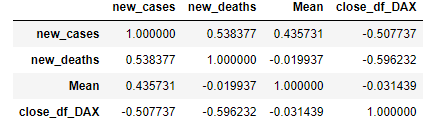 new_cases new_deaths Mean close_df_DAX
new_cases 1.000000 0.538377 0.435731 -0.507737
new_deaths 0.538377 1.000000 -0.019937 -0.596232
Mean 0.435731 -0.019937 1.000000 -0.031439
close_df_DAX -0.507737 -0.596232 -0.031439 1.000000